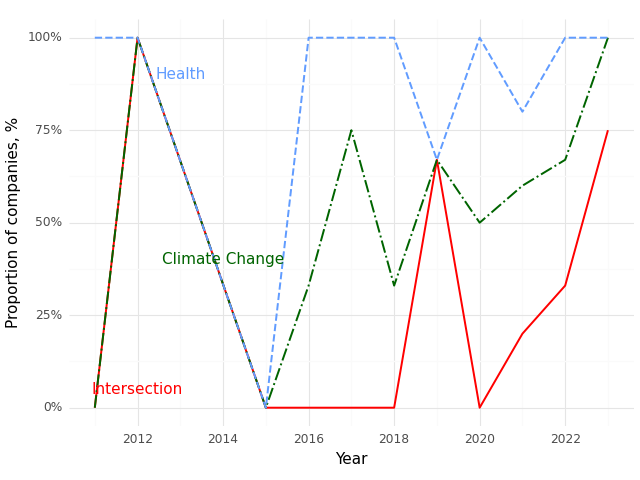 100%
Health
75%
50%
Climate Change
25%
Intersection
0%
2012 2014 2016 2018 2020 2022
Year
Proportion of companies, %